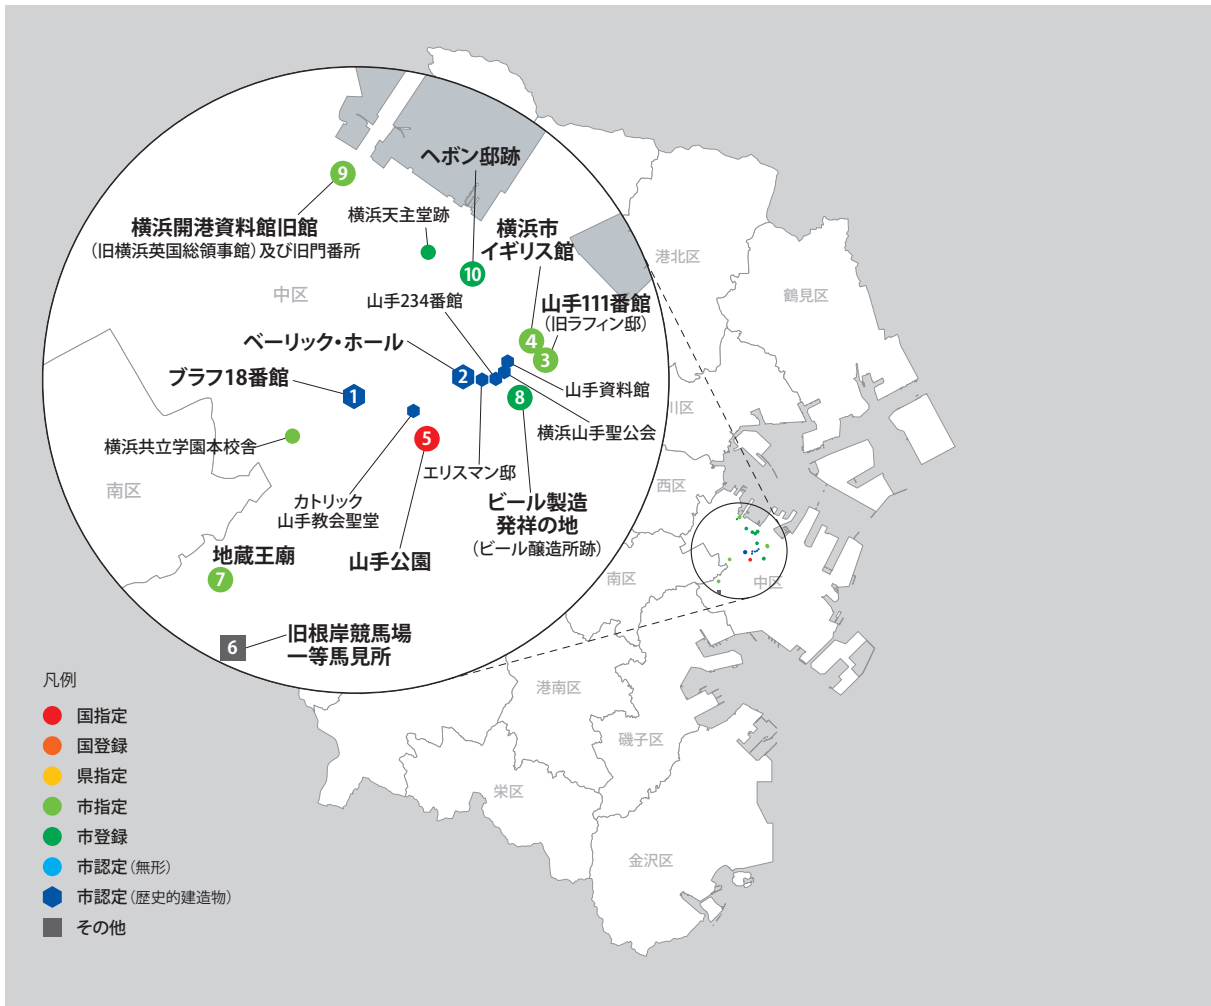 ヘボン邸跡
9
横浜開港資料館旧館
（旧横浜英国総領事館）及び旧門番所
横浜天主堂跡
横浜市
イギリス館
10
中区
山手234番館
山手111番館
（旧ラフィン邸）
4
3
ベーリック・ホール
ブラフ18番館
2
1
8
山手資料館
横浜山手聖公会
横浜共立学園本校舎
5
エリスマン邸
南区
カトリック
山手教会聖堂
ビール製造
発祥の地
（ビール醸造所跡）
地蔵王廟
7
山手公園
6
旧根岸競馬場
一等馬見所
港北区
鶴見区
川区
西区
南区
中区
港南区
磯子区
栄区
金沢区
凡例
国指定
国登録
県指定
市指定
市登録
市認定（無形）
市認定（歴史的建造物）
その他